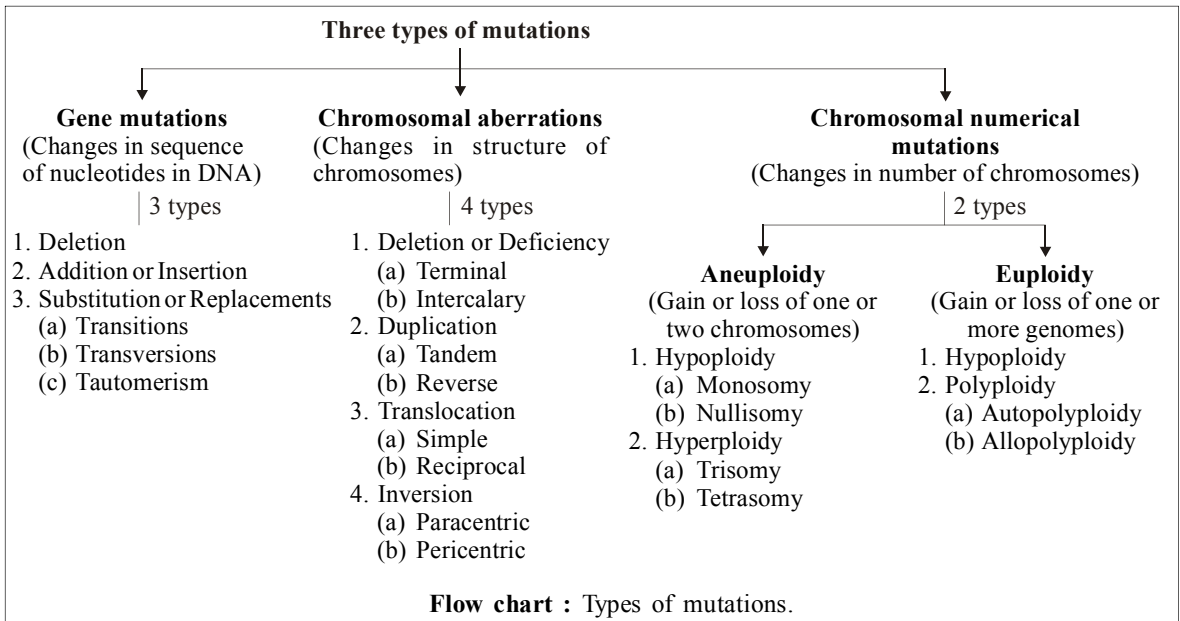 Three types of mutations
Gene mutations
(Changes in sequence
of nucleotides in DNA)
3 types
1. Deletion
2. Addition or Insertion
3. Substitution or Replacements
(a) Transitions
(b) Transversions
(c) Tautomerism
Chromosomal aberrations
(Changes in structure of
chromosomes)
4 types
1. Deletion or Deficiency
(a) Terminal
(b) Intercalary
2. Duplication
(a) Tandem
(b) Reverse
3. Translocation
(a) Simple
(b) Reciprocal
4. Inversion
(a) Paracentric
(b) Pericentric
Chromosomal numerical
mutations
(Changes in number of chromosomes)
2 types
Aneuploidy
(Gain or loss of one or
two chromosomes)
1. Hypoploidy
(a) Monosomy
(b) Nullisomy
2. Hyperploidy
(a) Trisomy
(b) Tetrasomy
Euploidy
(Gain or loss of one or
more genomes)
1. Hypoploidy
2. Polyploidy
(a) Autopolyploidy
(b) Allopolyploidy
Flow chart : Types of mutations.